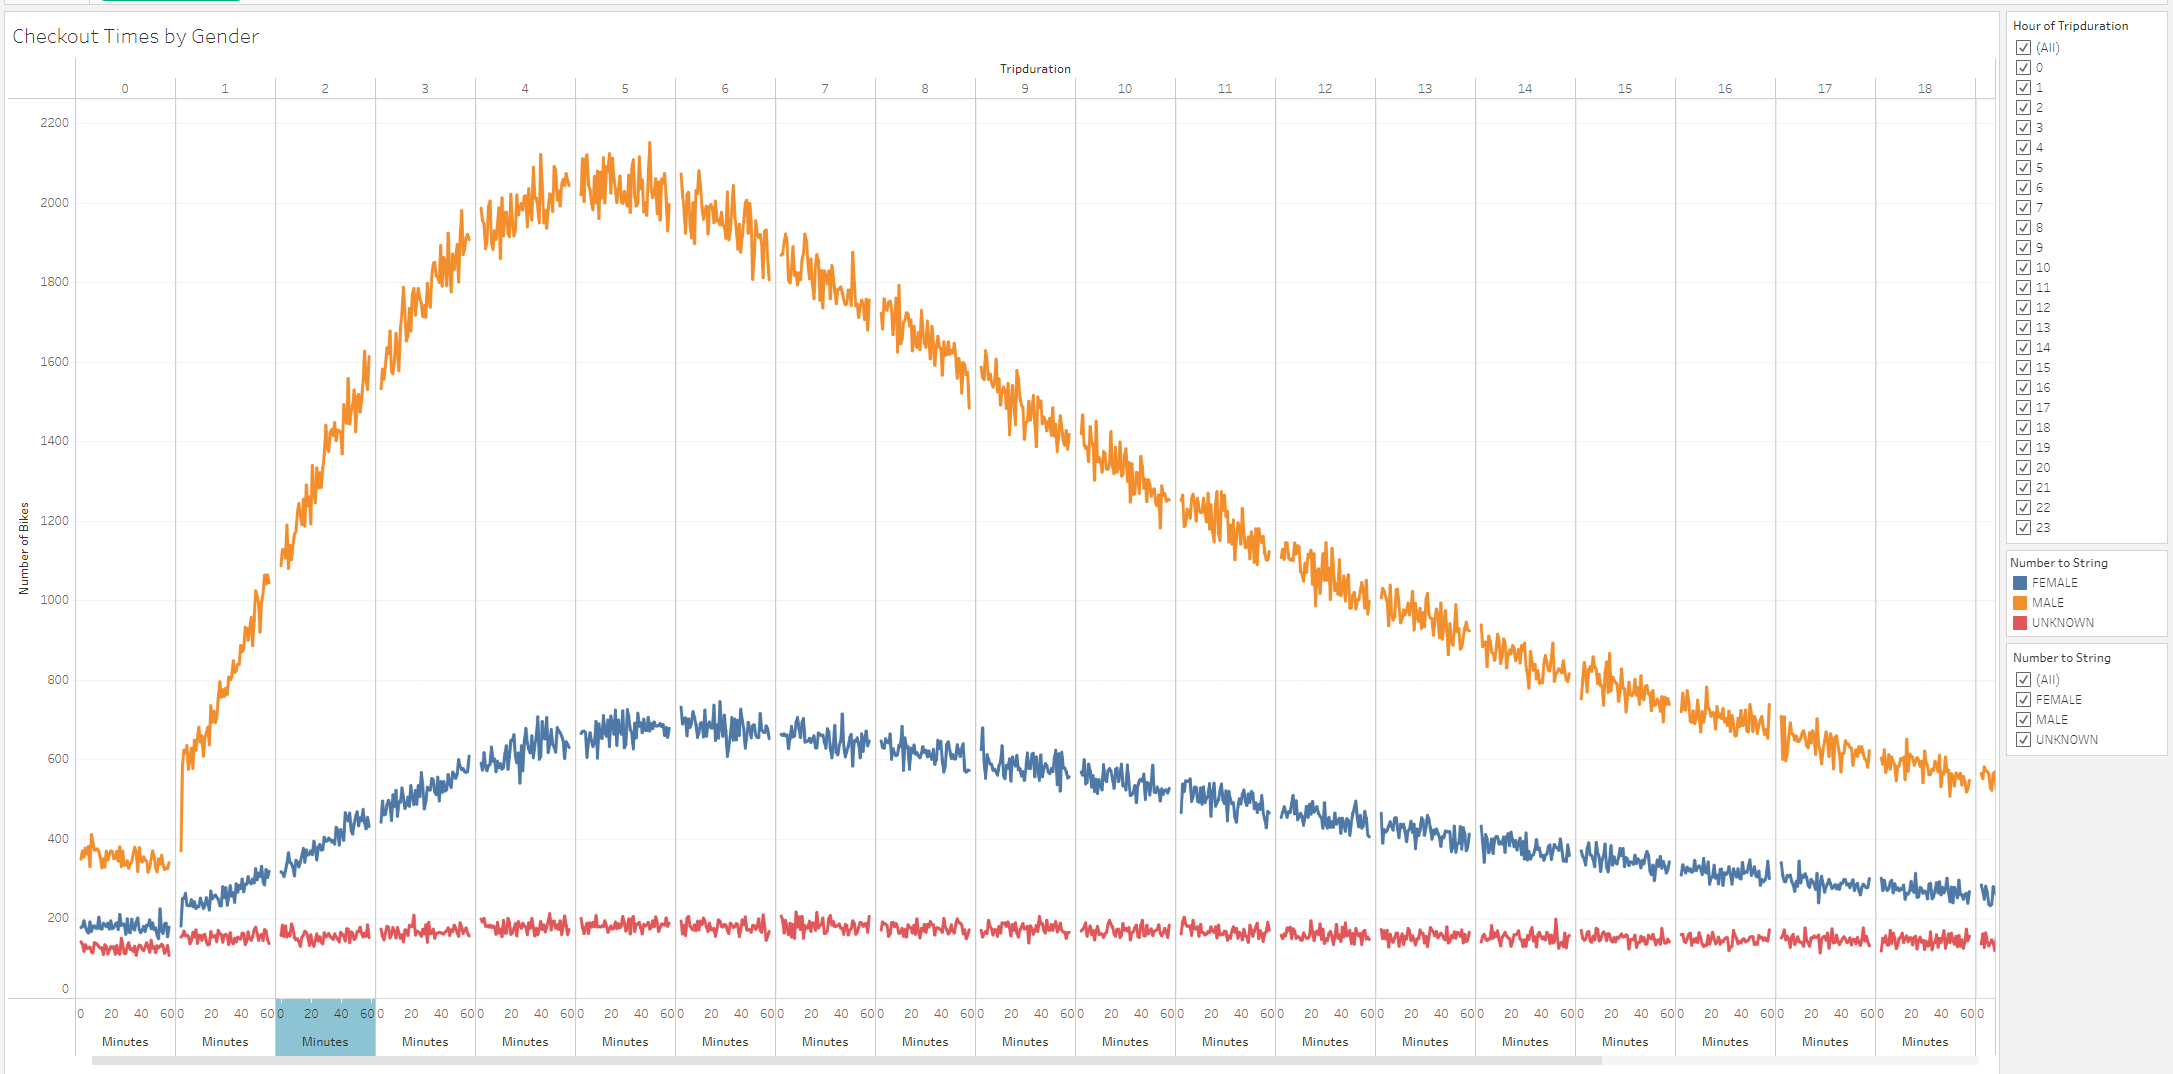 Checkout Times by Gender
Tripduration
0 1 2 3 4 5 6 7 8 9 10 11 12 13 14 15 16 17 18
2200
2000
1800
1600
1400
1200
1000
800
600
400
200
0
Number of Bikes
0 20 40 60 0 20 40 60 0 20 40 60 0 20 40 60 0 20 40 60 0 20 40 60 0 20 40 60 0 20 40 60 0 20 40 60 0 20 40 60 0 20 40 60 0 20 40 60 0 20 40 60 0 20 40 60 0 20 40 60 0 20 40 60 0 20 40 60 0 20 40 60 0 20 40 60 0
Minutes Minutes Minutes Minutes Minutes Minutes Minutes Minutes Minutes Minutes Minutes Minutes Minutes Minutes Minutes Minutes Minutes Minutes Minutes
Hour of Tripduration
(All)
0
1
2
3
4
5
6
7
8
9
10
11
12
13
14
15
16
17
18
19
20
21
22
23
Number to String
FEMALE
MALE
UNKNOWN
Number to String
(All)
FEMALE
MALE
UNKNOWN